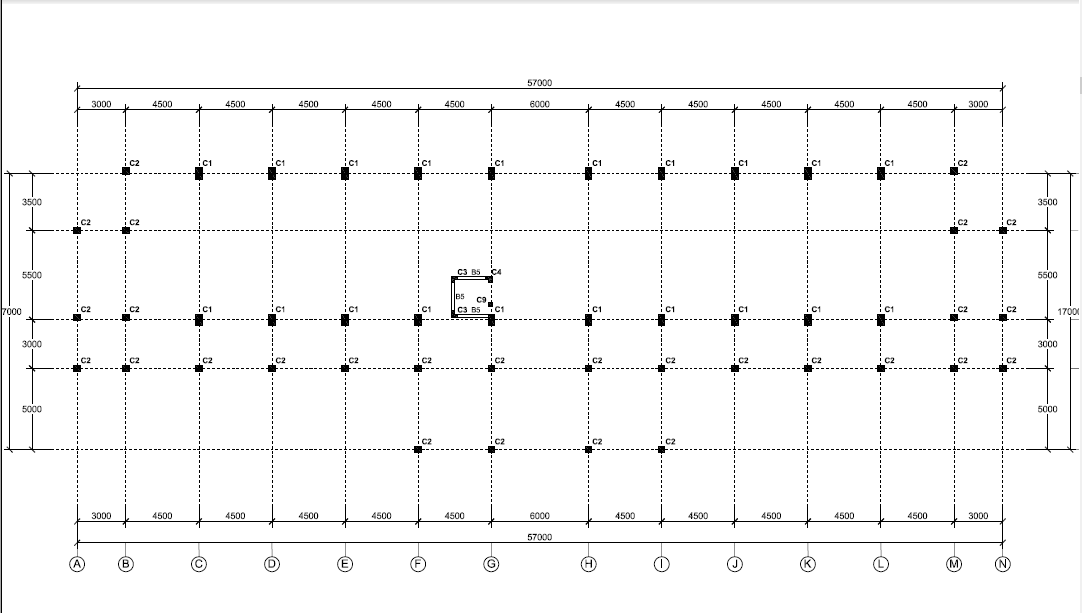 57000
3000 4500 4500 4500 4500 4500 6000 4500 4500 4500 4500 4500 3000
C2 C1 C1 C1 C1 C1 C1 C1 C1 C1 C1 C2
3500 3500
C2 C2 C2 C2
5500 5500
C3 B5 C4
B5 C9
C3 B5
7000 17000
C2 C2 C1 C1 C1 C1 C1 C1 C1 C1 C1 C1 C2 C2
3000 3000
C2 C2 C2 C2 C2 C2 C2 C2 C2 C2 C2 C2 C2 C2
5000 5000
C2 C2 C2 C2
3000 4500 4500 4500 4500 4500 6000 4500 4500 4500 4500 4500 3000
57000
A B C D E F G H I J K L M N